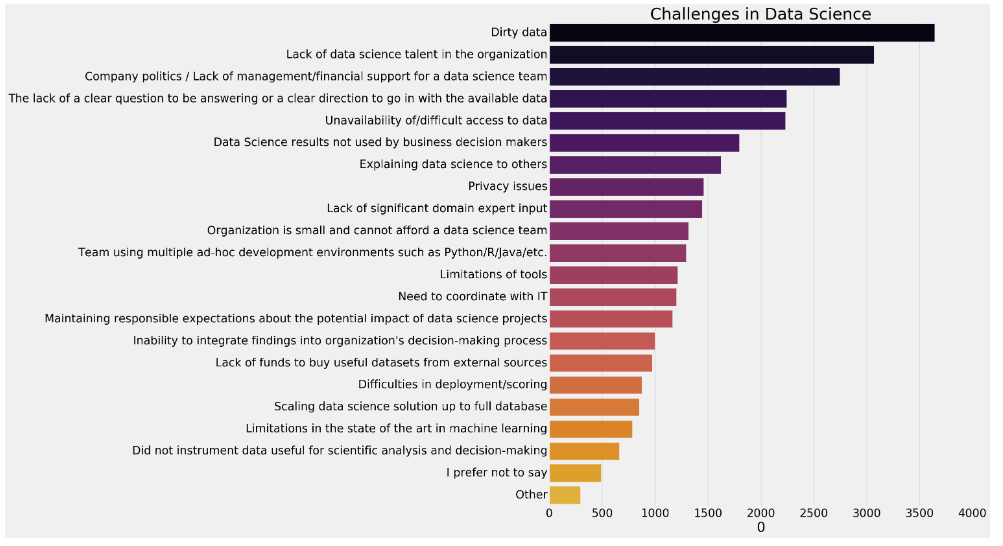 Challenges in Data Science
Dirty data
Lack of data science talent in the organization
Company politics / Lack of management/financial support for a data science team
The lack of a clear question to be answering or a clear direction to go in with the available data
Unavailability of/difficult access to data
Data Science results not used by business decision makers
Explaining data science to others
Privacy issues
Lack of significant domain expert input
Organization is small and cannot afford a data science team
Team using multiple ad-hoc development environments such as Python/R/Java/etc.
Limitations of tools
Need to coordinate with IT
Maintaining responsible expectations about the potential impact of data science projects
Inability to integrate findings into organization's decision-making process
Lack of funds to buy useful datasets from external sources
Difficulties in deployment/scoring
Scaling data science solution up to full database
Limitations in the state of the art in machine learning
Did not instrument data useful for scientific analysis and decision-making
I prefer not to say
Other
0 500 1000 1500 2000 2500 3000 3500 4000
0